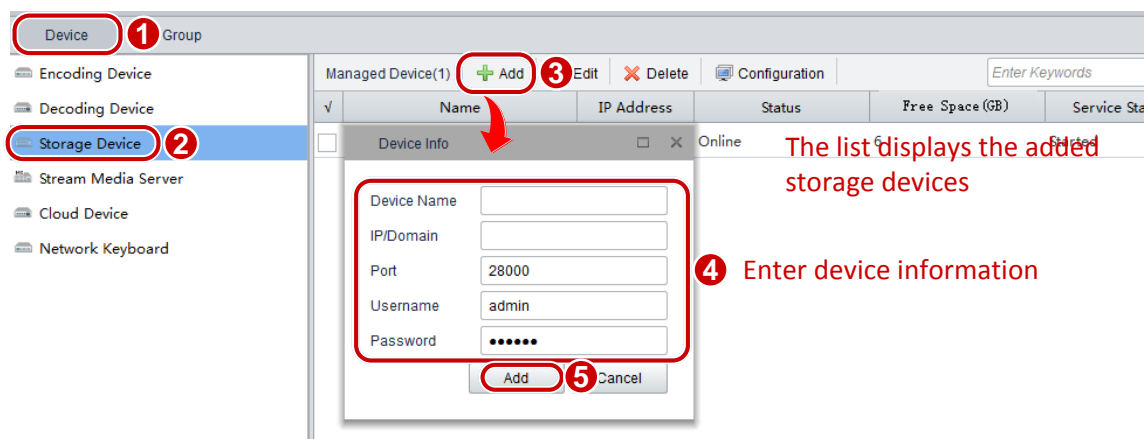 Device 1 Group
Encoding Device
Decoding Device
Storage Device 2
Stream Media Server
Cloud Device
Network Keyboard
Managed Device(1) Add 3 Edit Delete Configuration Enter Keywords
√ Name IP Address Status Free Space(GB) Service Sta
Online 6 Started
The list displays the added
storage devices
Device Info
Device Name
IP/Domain
Port 28000
Username admin
Password ●●●●●●
4 Enter device information
Add 5 Cancel